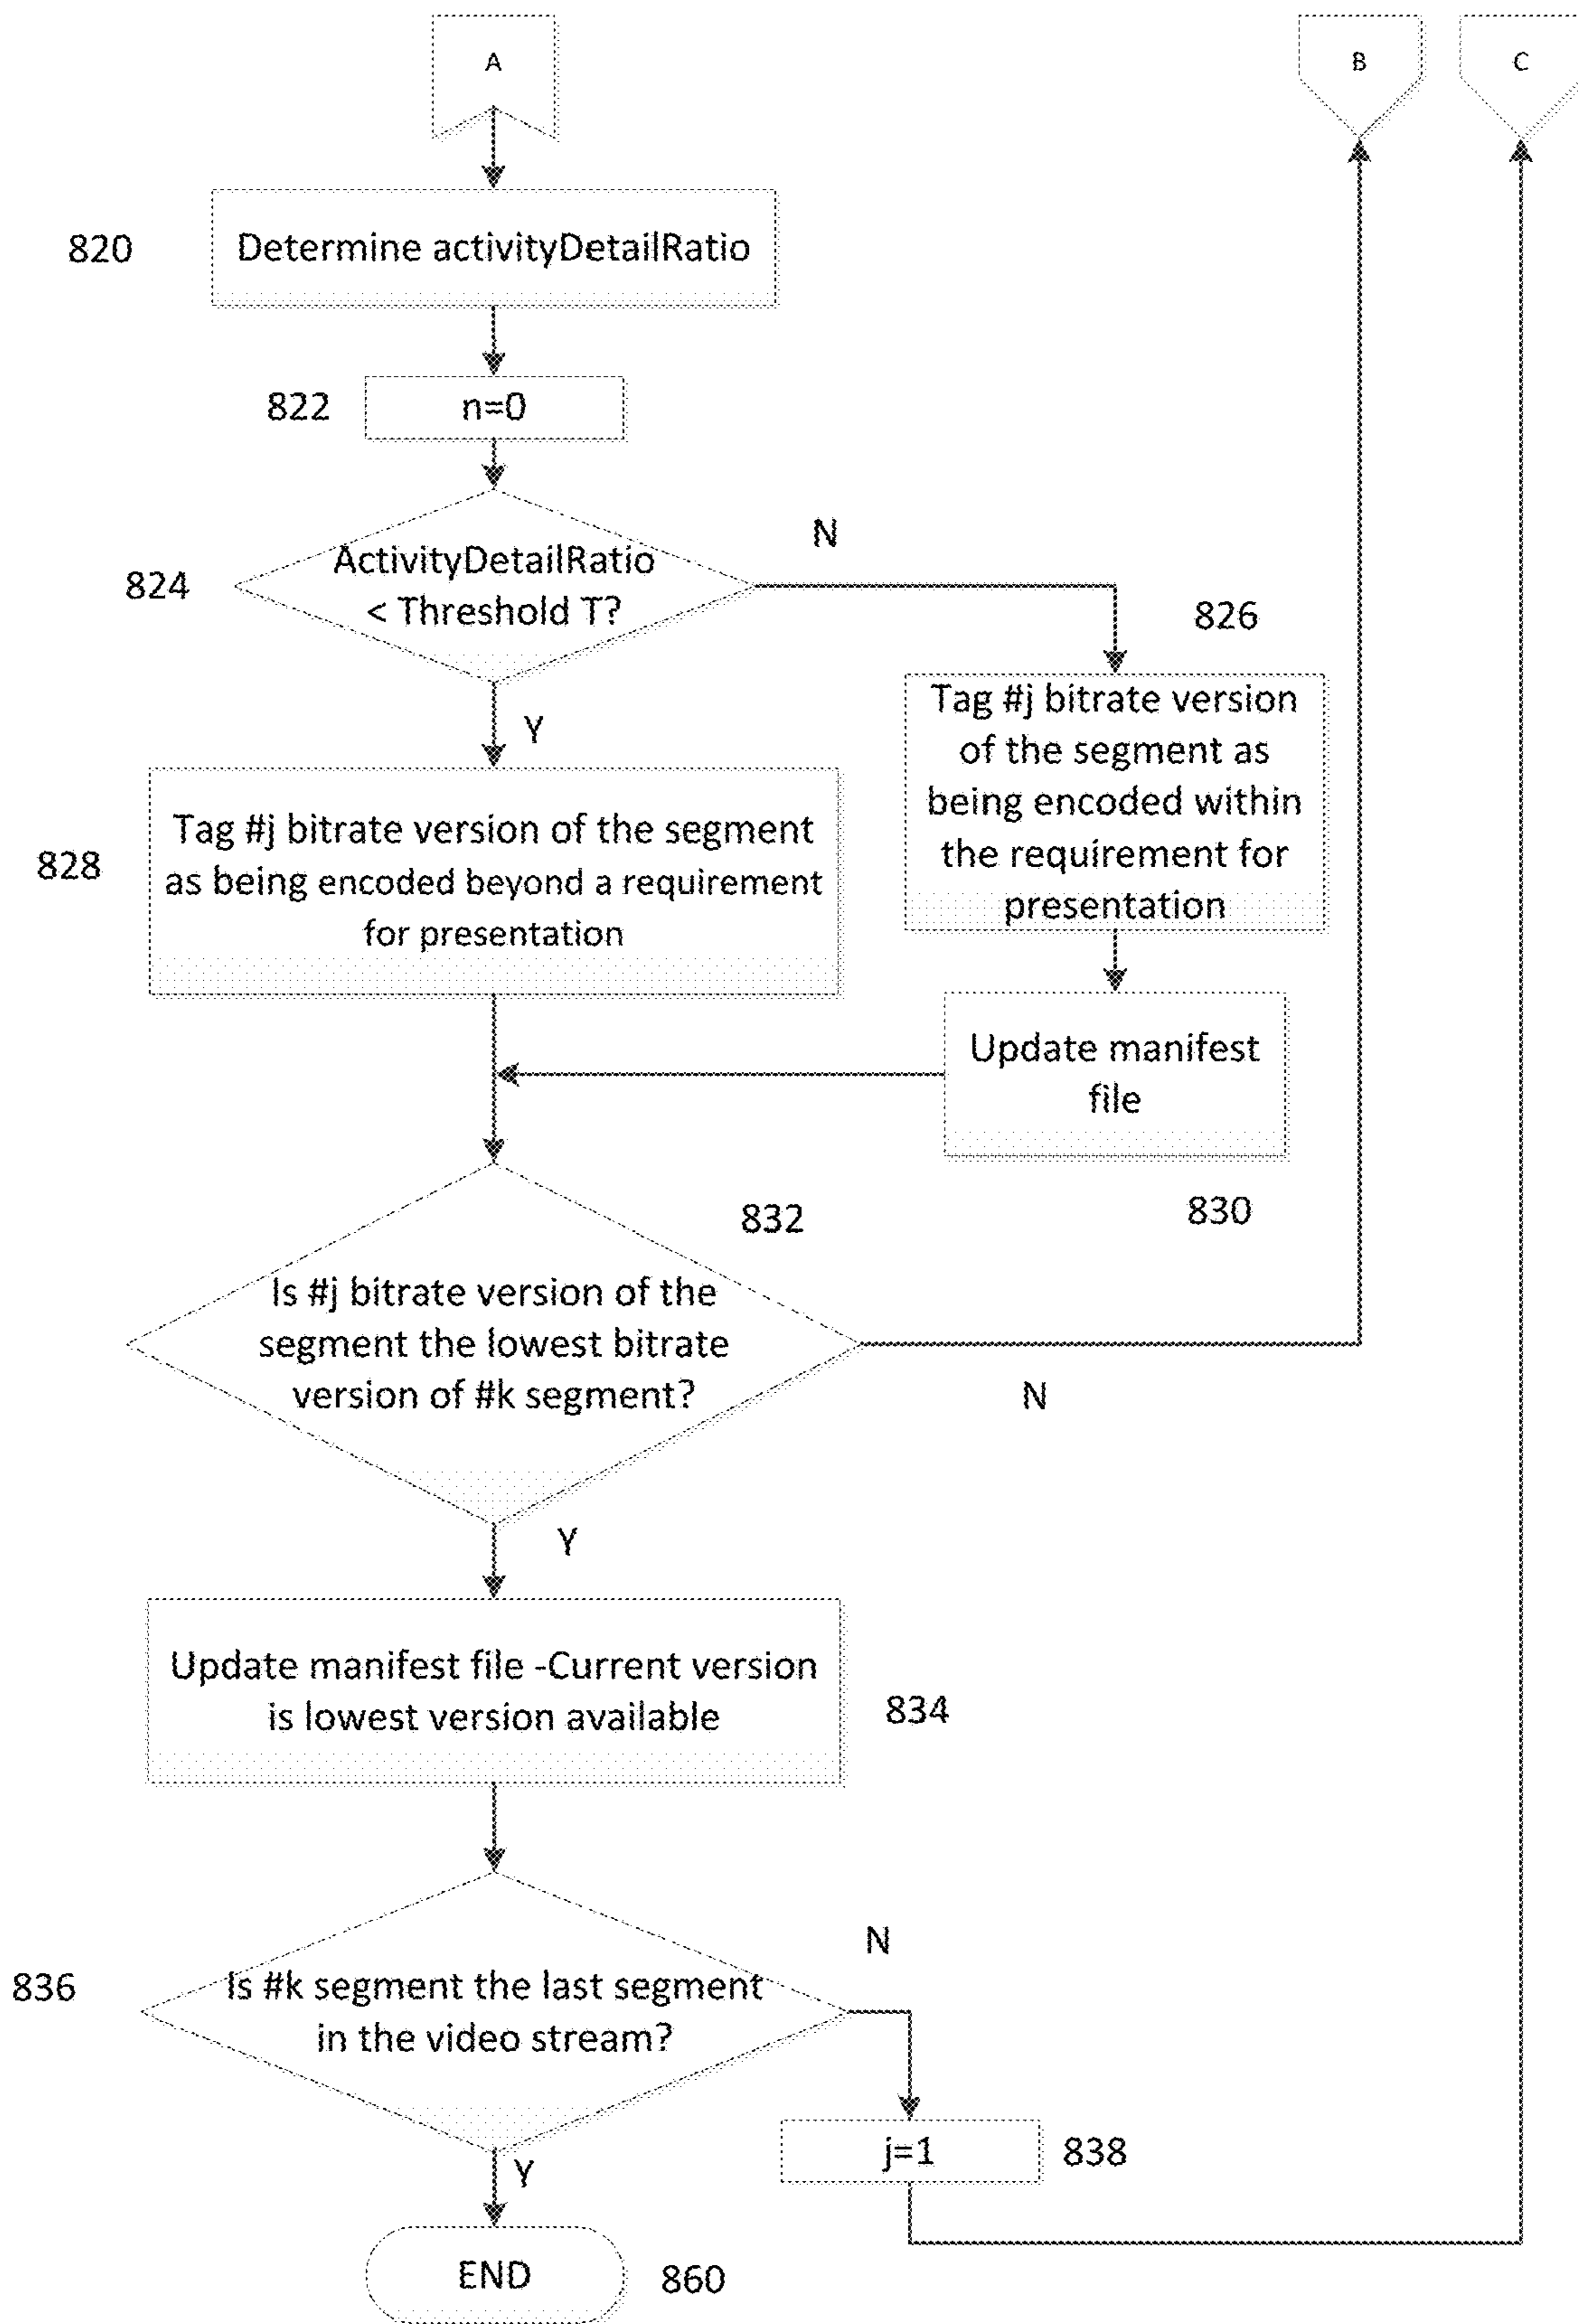 A
B
C
820
Determine activityDetailRatio
822
n=0
824
ActivityDetailRatio
< Threshold T?
N
826
Tag #j bitrate version
of the segment as
being encoded within
the requirement for
presentation
Y
828
Tag #j bitrate version of the segment
as being encoded beyond a requirement
for presentation
Update manifest
file
830
832
Is #j bitrate version of the
segment the lowest bitrate
version of #k segment?
N
Y
Update manifest file -Current version
is lowest version available
834
836
Is #k segment the last segment
in the video stream?
N
j=1
838
Y
END
860